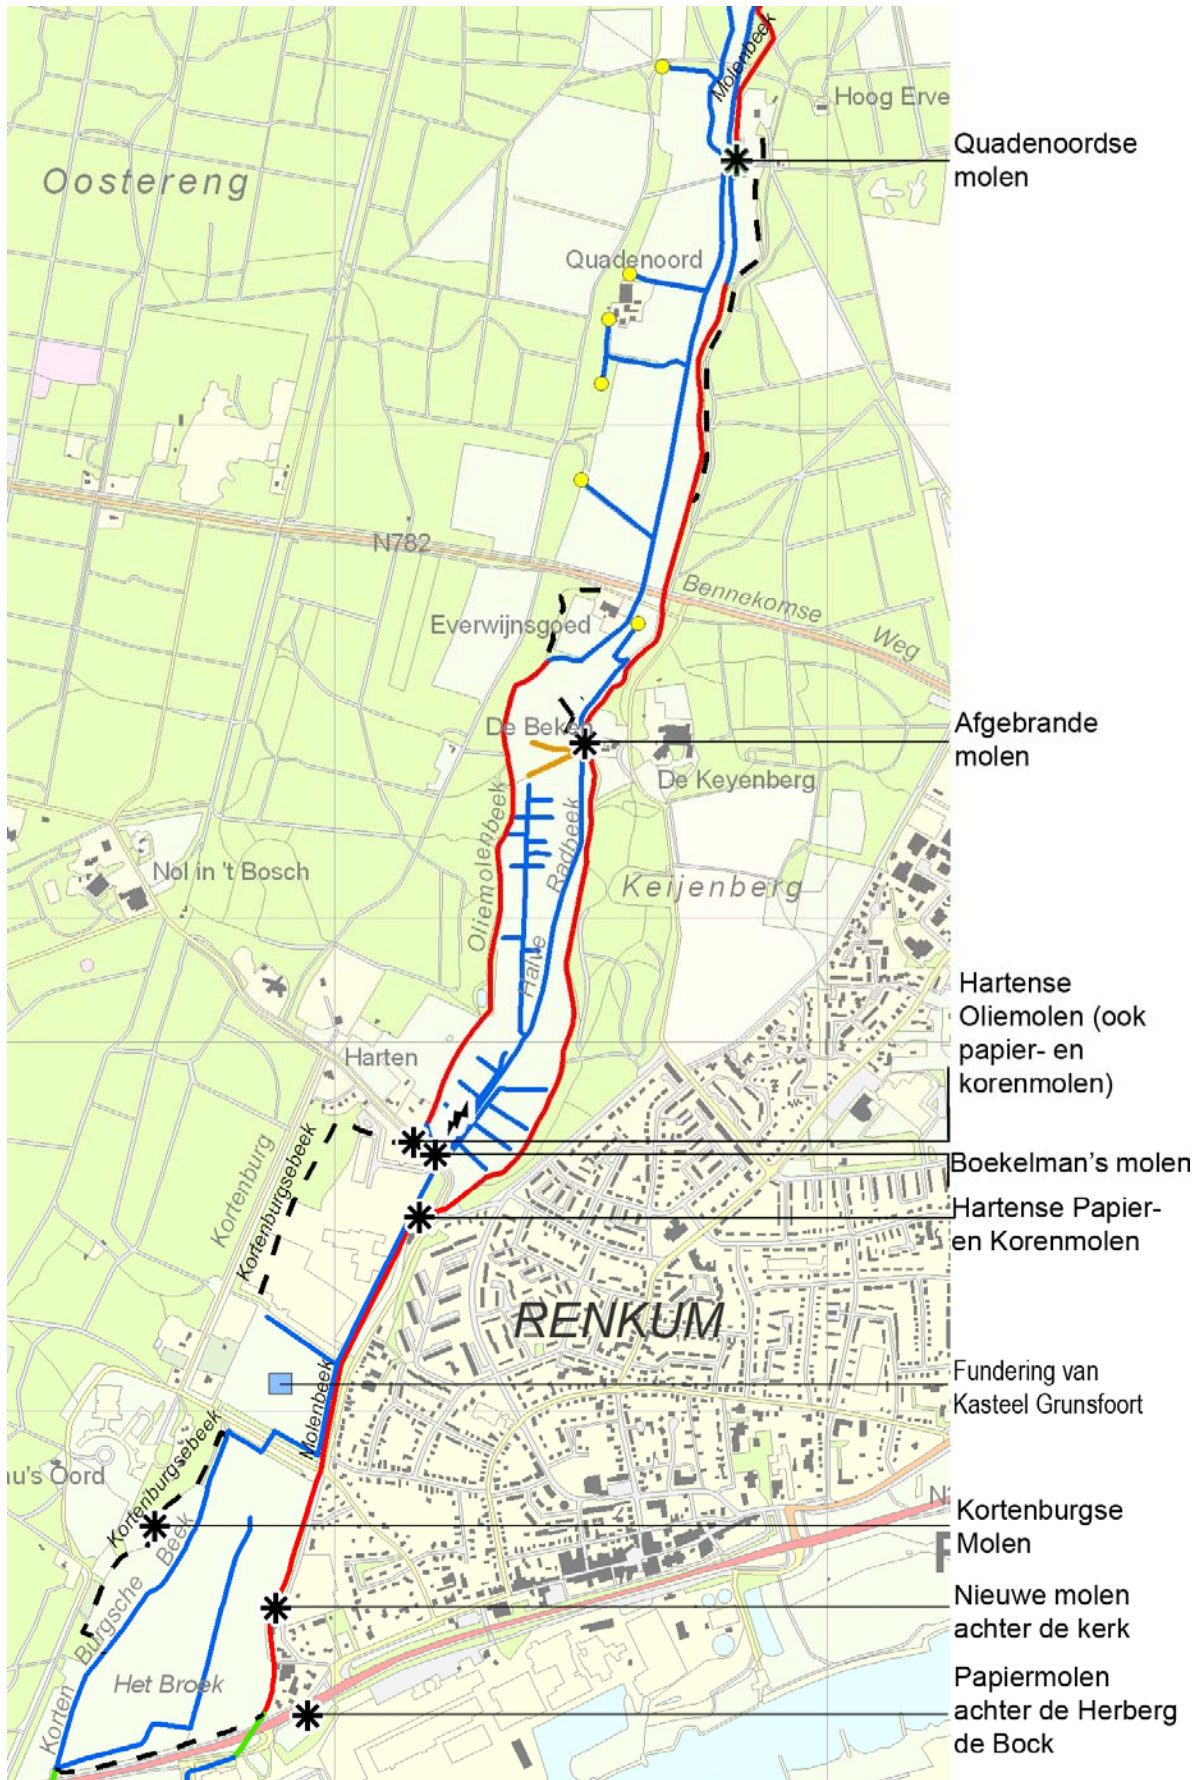 Molenbeek
Hoog Erve
Quadenoordse
molen
Oostereng
Quadenoord
N782
Bennekomse
Weg
Everwijnsgoed
De Beken
Afgebrande
molen
De Keyenberg
Oliemolenbeek
Halve Radbeek
Nol in 't Bosch
Keijenberg
Harten
Hartense
Oliemolen (ook
papier- en
korenmolen)
Boekelman's molen
Hartense Papier-
en Korenmolen
Kortenburg
Kortenburgsebeek
RENKUM
Molenbeek
Fundering van
Kasteel Grunsfoort
Kortenburgsebeek
u's Oord
Korten Burgsche Beek
Kortenburgse
Molen
Nieuwe molen
achter de kerk
Het Broek
Papiermolen
achter de Herberg
de Bock